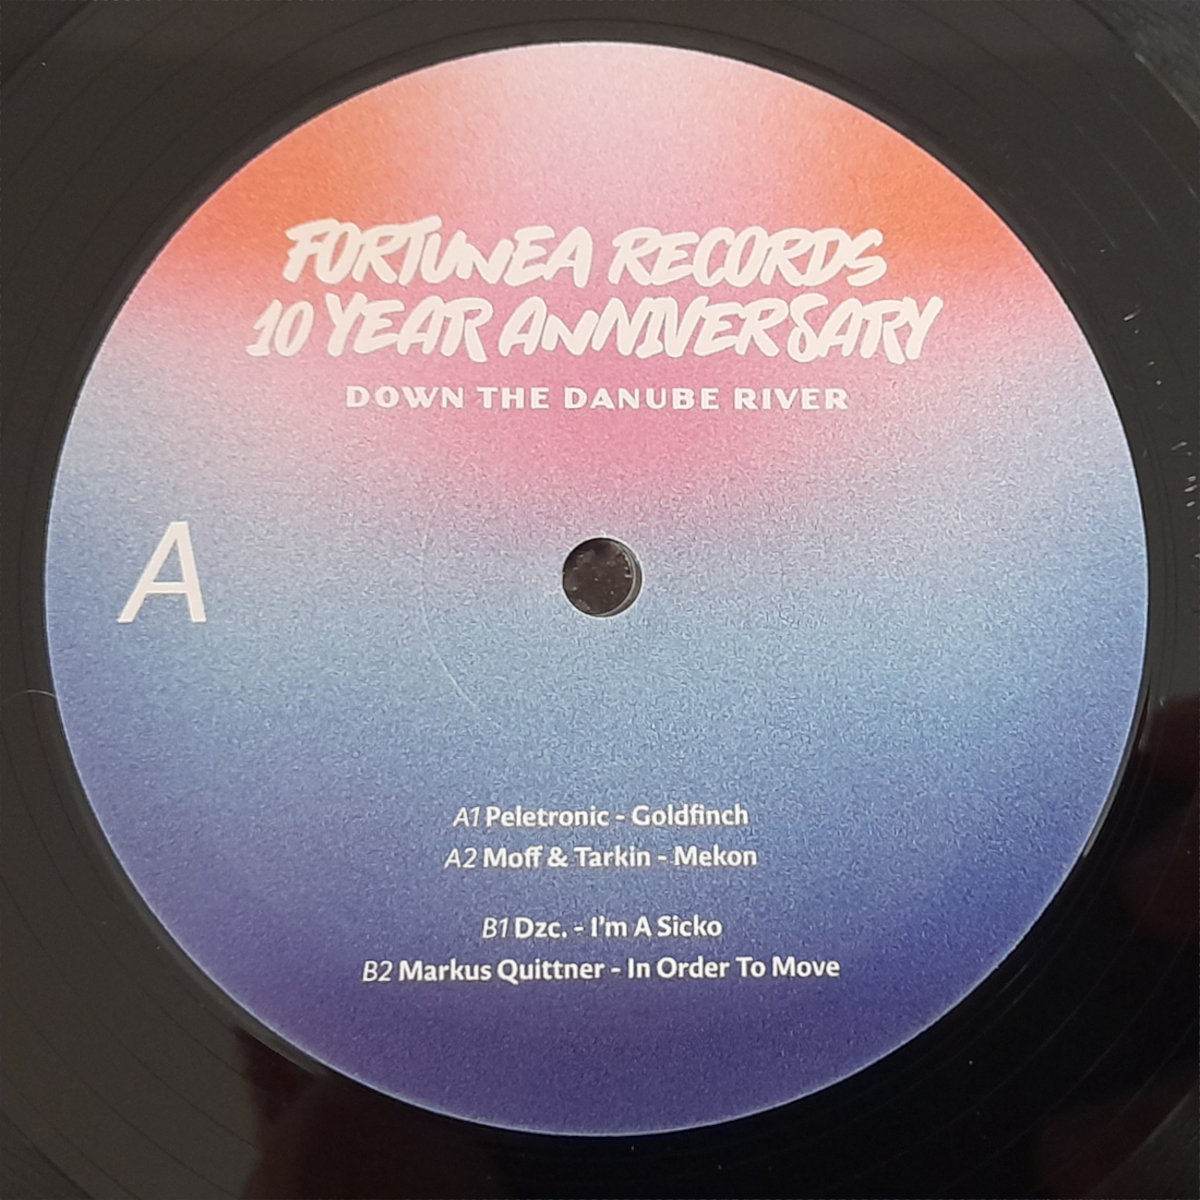 FORTUNEA RECORDS
10 YEAR ANNIVERSARY
DOWN THE DANUBE RIVER
A
A1 Peletronic - Goldfinch
A2 Moff & Tarkin - Mekon
B1 Dzc. - I'm A Sicko
B2 Markus Quittner - In Order To Move